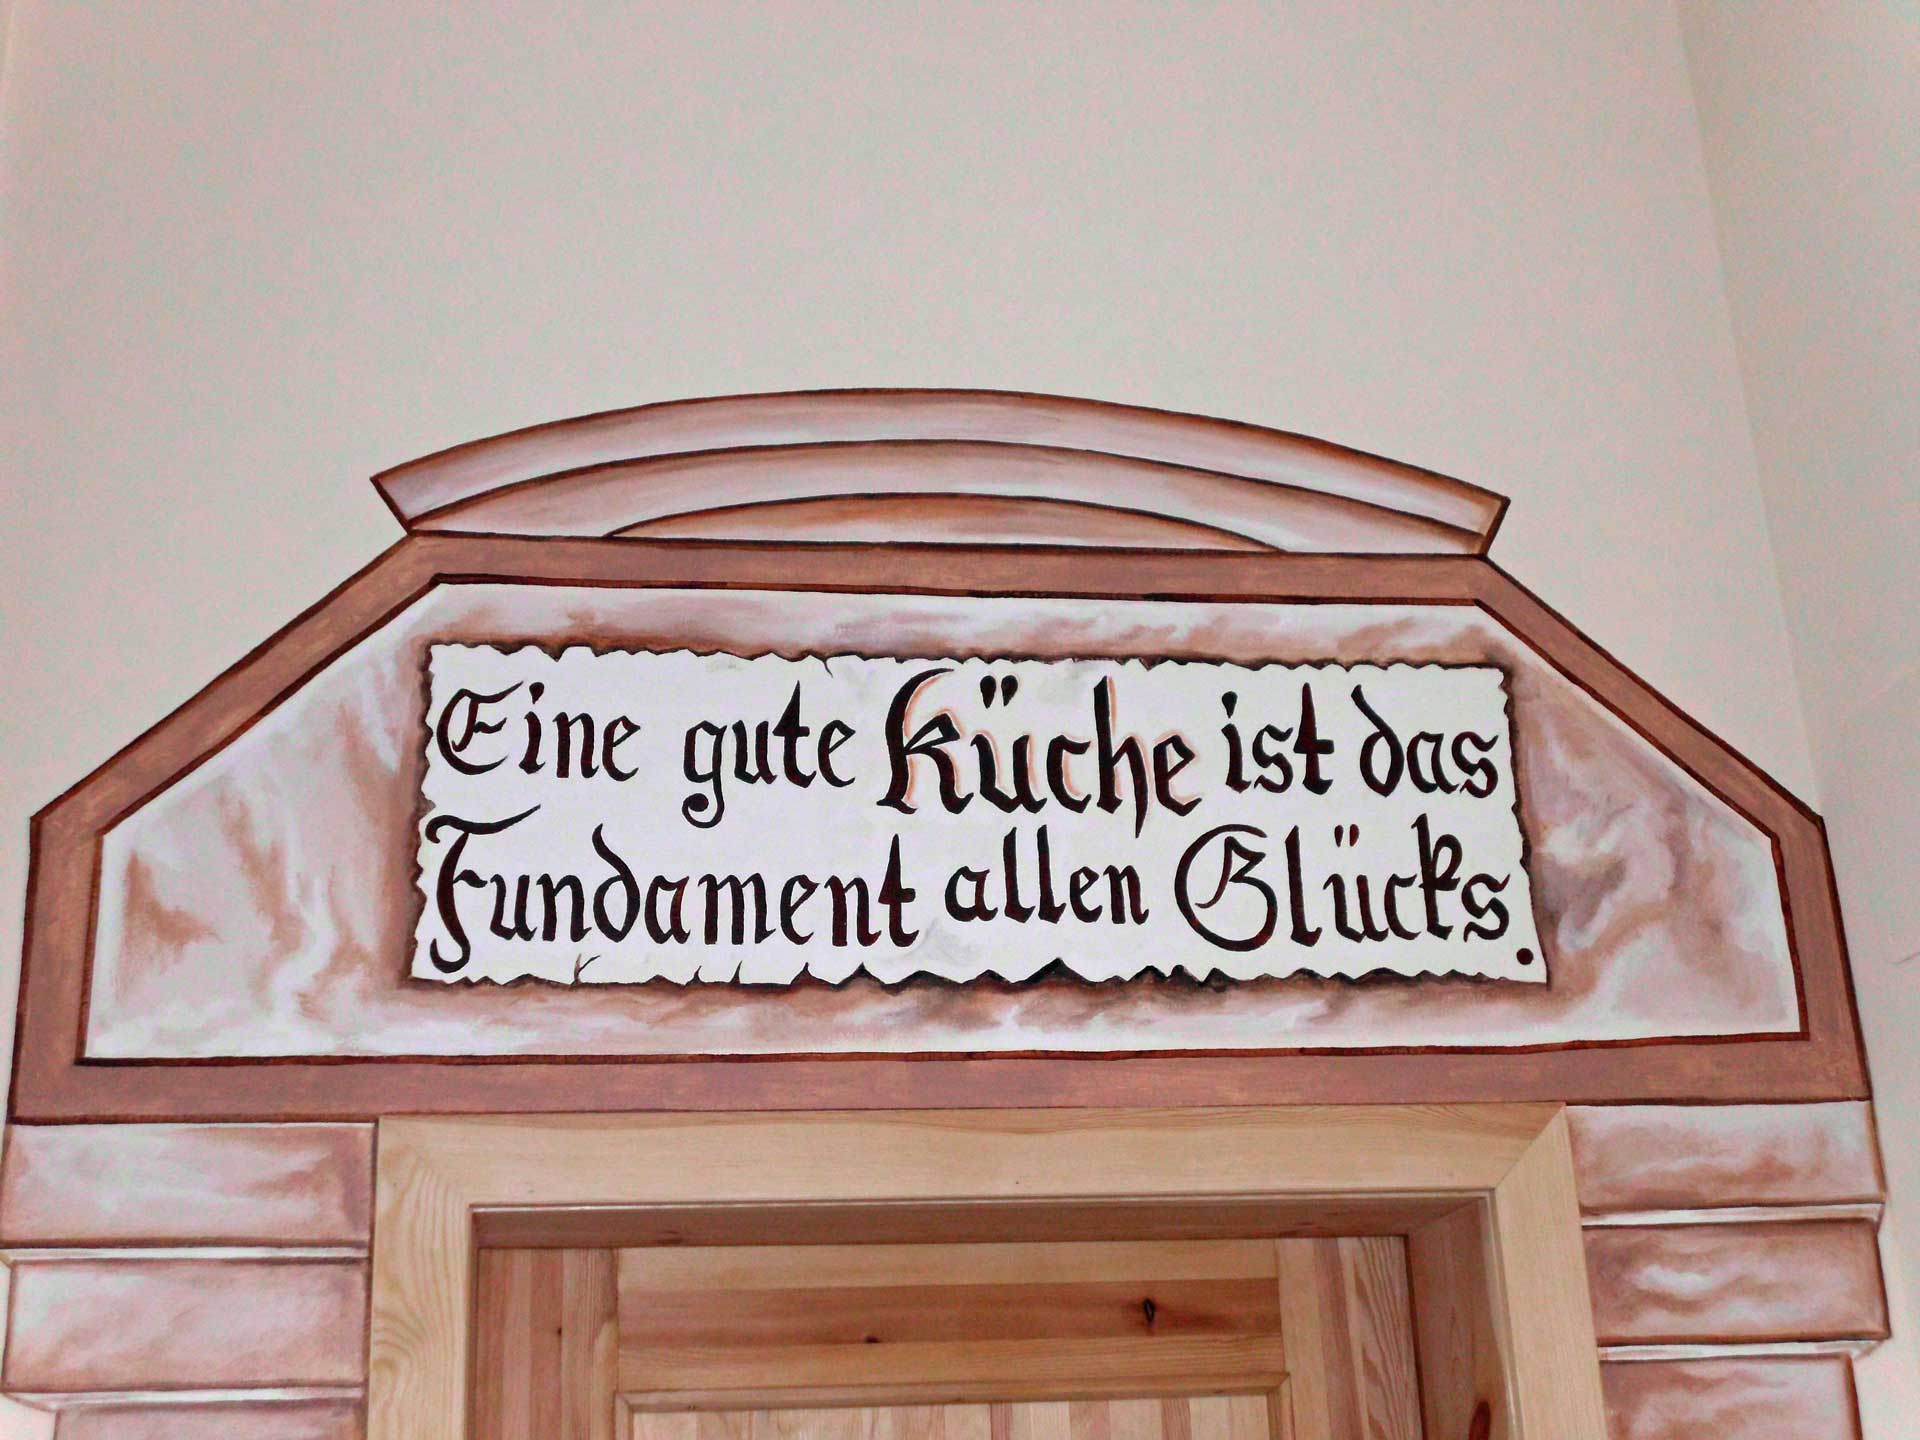 Eine gute Küche ist das
Fundament allen Glücks.